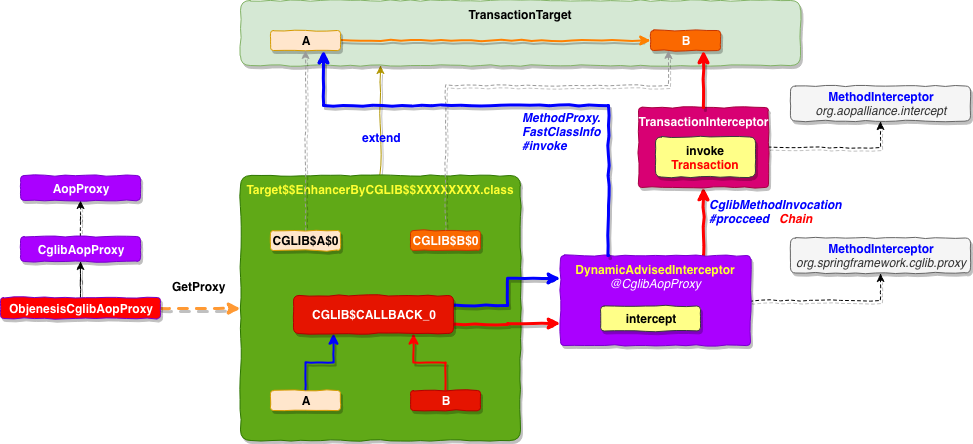 TransactionTarget
A
B
MethodInterceptor
org.aopalliance.intercept
MethodProxy.
FastClassInfo
#invoke
TransactionInterceptor
invoke
Transaction
extend
AopProxy
Target$$EnhancerByCGLIB$$XXXXXXXX.class
CglibMethodInvocation
#procceed Chain
CglibAopProxy
CGLIB$A$0
CGLIB$B$0
MethodInterceptor
org.springframework.cglib.proxy
DynamicAdvisedInterceptor
@CglibAopProxy
GetProxy
ObjenesisCglibAopProxy
CGLIB$CALLBACK_0
intercept
A
B